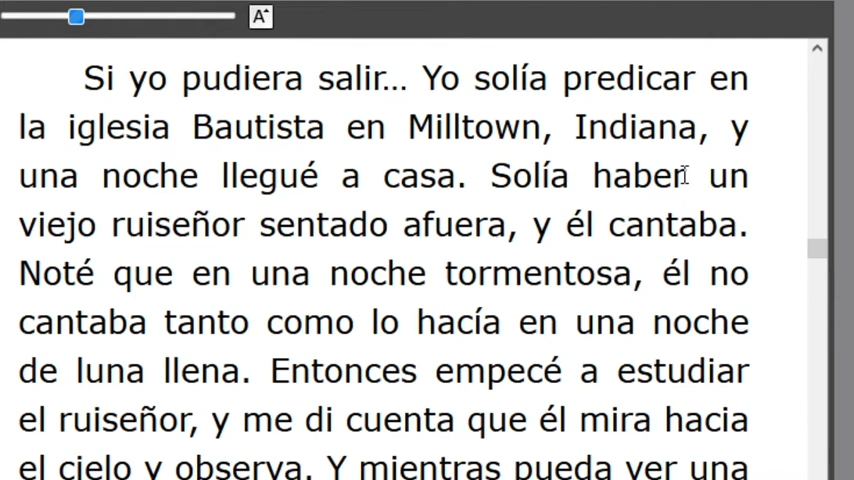 A
Si yo pudiera salir... Yo solía predicar en
la iglesia Bautista en Milltown, Indiana, y
una noche llegué a casa. Solía haber un
viejo ruiseñor sentado afuera, y él cantaba.
Noté que en una noche tormentosa, él no
cantaba tanto como lo hacía en una noche
de luna llena. Entonces empecé a estudiar
el ruiseñor, y me di cuenta que él mira hacia
el cielo y observa. Y mientras pueda ver una